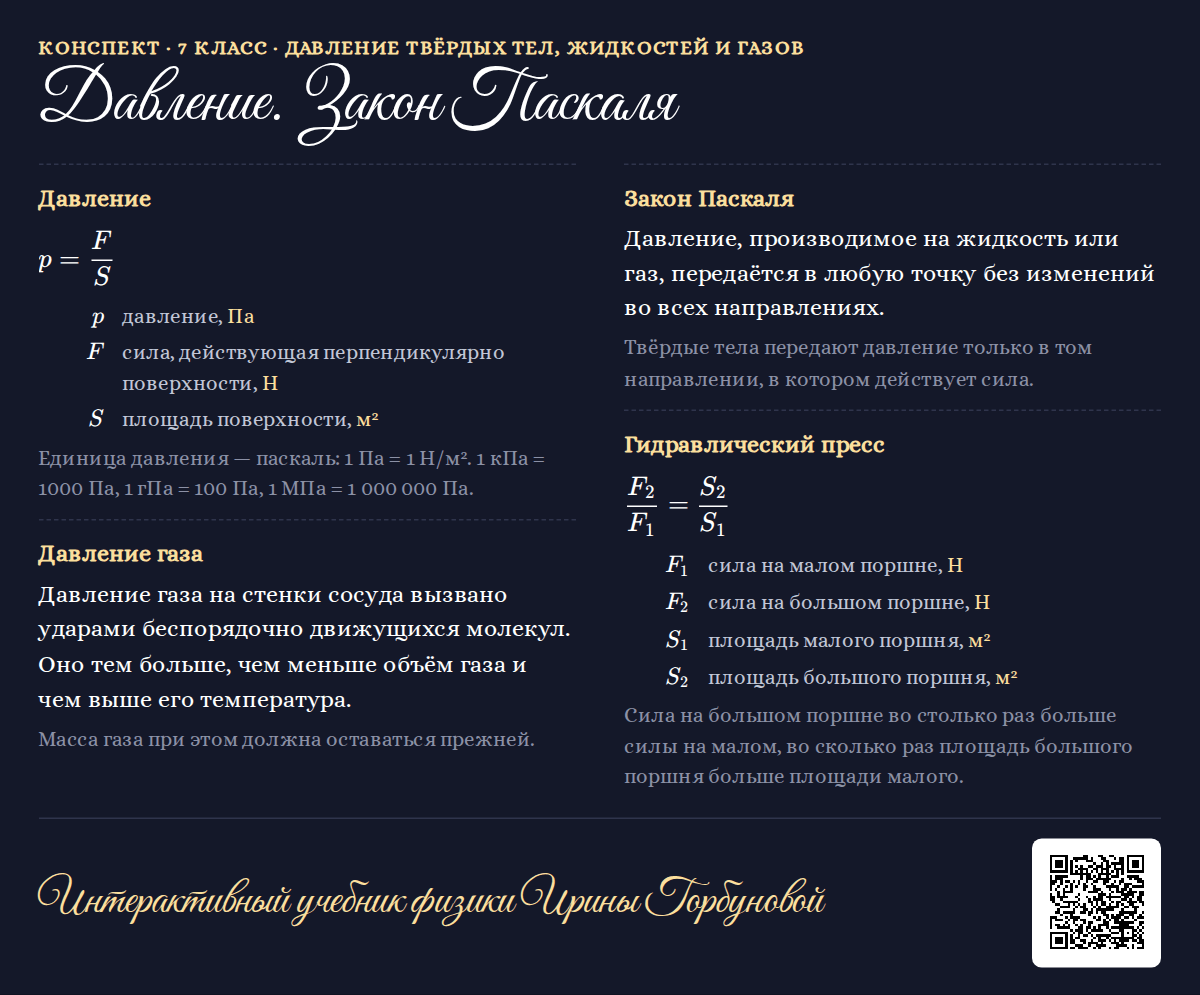 КОНСПЕКТ · 7 КЛАСС · ДАВЛЕНИЕ ТВЁРДЫХ ТЕЛ, ЖИДКОСТЕЙ И ГАЗОВ
Давление. Закон Паскаля
Давление
p = F/S
p давление, Па
F сила, действующая перпендикулярно
поверхности, Н
S площадь поверхности, м²
Единица давления — паскаль: 1 Па = 1 Н/м². 1 кПа =
1000 Па, 1 гПа = 100 Па, 1 МПа = 1 000 000 Па.
Давление газа
Давление газа на стенки сосуда вызвано
ударами беспорядочно движущихся молекул.
Оно тем больше, чем меньше объём газа и
чем выше его температура.
Масса газа при этом должна оставаться прежней.
Закон Паскаля
Давление, производимое на жидкость или
газ, передаётся в любую точку без изменений
во всех направлениях.
Твёрдые тела передают давление только в том
направлении, в котором действует сила.
Гидравлический пресс
F₂/F₁ = S₂/S₁
F₁ сила на малом поршне, Н
F₂ сила на большом поршне, Н
S₁ площадь малого поршня, м²
S₂ площадь большого поршня, м²
Сила на большом поршне во столько раз больше
силы на малом, во сколько раз площадь большого
поршня больше площади малого.
Интерактивный учебник физики Ирины Горбуновой